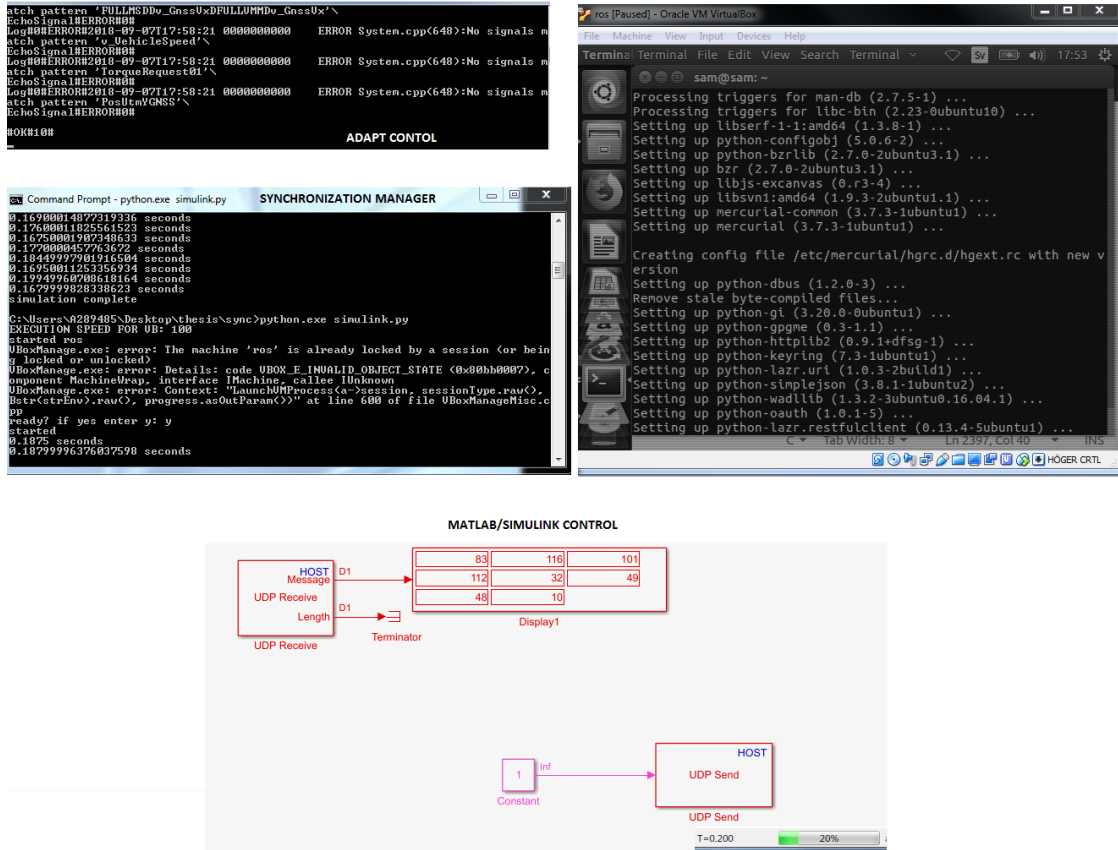 atch pattern 'FULLMSDDv_GnssVxDFULLVMMDv_GnssVx'\
EchoSignal#ERROR#0#
Log#0#ERROR#2018-09-07T17:58:21 0000000000 ERROR System.cpp(648):No signals m
atch pattern 'v_VehicleSpeed'\
EchoSignal#ERROR#0#
Log#0#ERROR#2018-09-07T17:58:21 0000000000 ERROR System.cpp(648):No signals m
atch pattern 'TorqueRequest01'\
EchoSignal#ERROR#0#
Log#0#ERROR#2018-09-07T17:58:21 0000000000 ERROR System.cpp(648):No signals m
atch pattern 'PosUtmYGNSS'\
EchoSignal#ERROR#0#
#OK#10#
ADAPT CONTOL
Command Prompt - python.exe simulink.py
SYNCHRONIZATION MANAGER
0.16900014877319336 seconds
0.17600011825561523 seconds
0.16750001907348633 seconds
0.1770000457763672 seconds
0.18449997901916504 seconds
0.16950011253356934 seconds
0.19949960708618164 seconds
0.1679999828338623 seconds
simulation complete
C:\Users\A289485\Desktop\thesis\sync>python.exe simulink.py
EXECUTION SPEED FOR VB: 100
started ros
VBoxManage.exe: error: The machine 'ros' is already locked by a session (or bein
g locked or unlocked)
VBoxManage.exe: error: Details: code VBOX_E_INVALID_OBJECT_STATE (0x80bb0007), c
omponent MachineWrap, interface IMachine, callee IUnknown
VBoxManage.exe: error: Context: "LaunchVMProcess(a->session, sessionType.raw(),
Bstr(strEnv).raw(), progress.asOutParam())" at line 600 of file VBoxManageMisc.c
pp
ready? if yes enter y: y
started
0.1875 seconds
0.18799996376037598 seconds
ros [Paused] - Oracle VM VirtualBox
File Machine View Input Devices Help
Terminal Terminal File Edit View Search Terminal Sv 17:53
sam@sam: ~
Processing triggers for man-db (2.7.5-1) ...
Processing triggers for libc-bin (2.23-0ubuntu10) ...
Setting up libserf-1-1:amd64 (1.3.8-1) ...
Setting up python-configobj (5.0.6-2) ...
Setting up python-bzrlib (2.7.0-2ubuntu3.1) ...
Setting up bzr (2.7.0-2ubuntu3.1) ...
Setting up libjs-excanvas (0.r3-4) ...
Setting up libsvn1:amd64 (1.9.3-2ubuntu1.1) ...
Setting up mercurial-common (3.7.3-1ubuntu1) ...
Setting up mercurial (3.7.3-1ubuntu1) ...
Creating config file /etc/mercurial/hgrc.d/hgext.rc with new v
ersion
Setting up python-dbus (1.2.0-3) ...
Remove stale byte-compiled files...
Setting up python-gi (3.20.0-0ubuntu1) ...
Setting up python-gpgme (0.3-1.1) ...
Setting up python-httplib2 (0.9.1+dfsg-1) ...
Setting up python-keyring (7.3-1ubuntu1) ...
Setting up python-lazr.uri (1.0.3-2build1) ...
Setting up python-simplejson (3.8.1-1ubuntu2) ...
Setting up python-wadllib (1.3.2-3ubuntu0.16.04.1) ...
Setting up python-oauth (1.0.1-5) ...
Setting up python-lazr.restfulclient (0.13.4-5ubuntu1) ...
C Tab Width: 8 Ln 2397, Col 40 INS
HÖGER CRTL
MATLAB/SIMULINK CONTROL
HOST
Message
UDP Receive
Length
UDP Receive
D1
D1
Terminator
83 116 101
112 32 49
48 10
Display1
1
Inf
Constant
HOST
UDP Send
UDP Send
T=0.200 20%